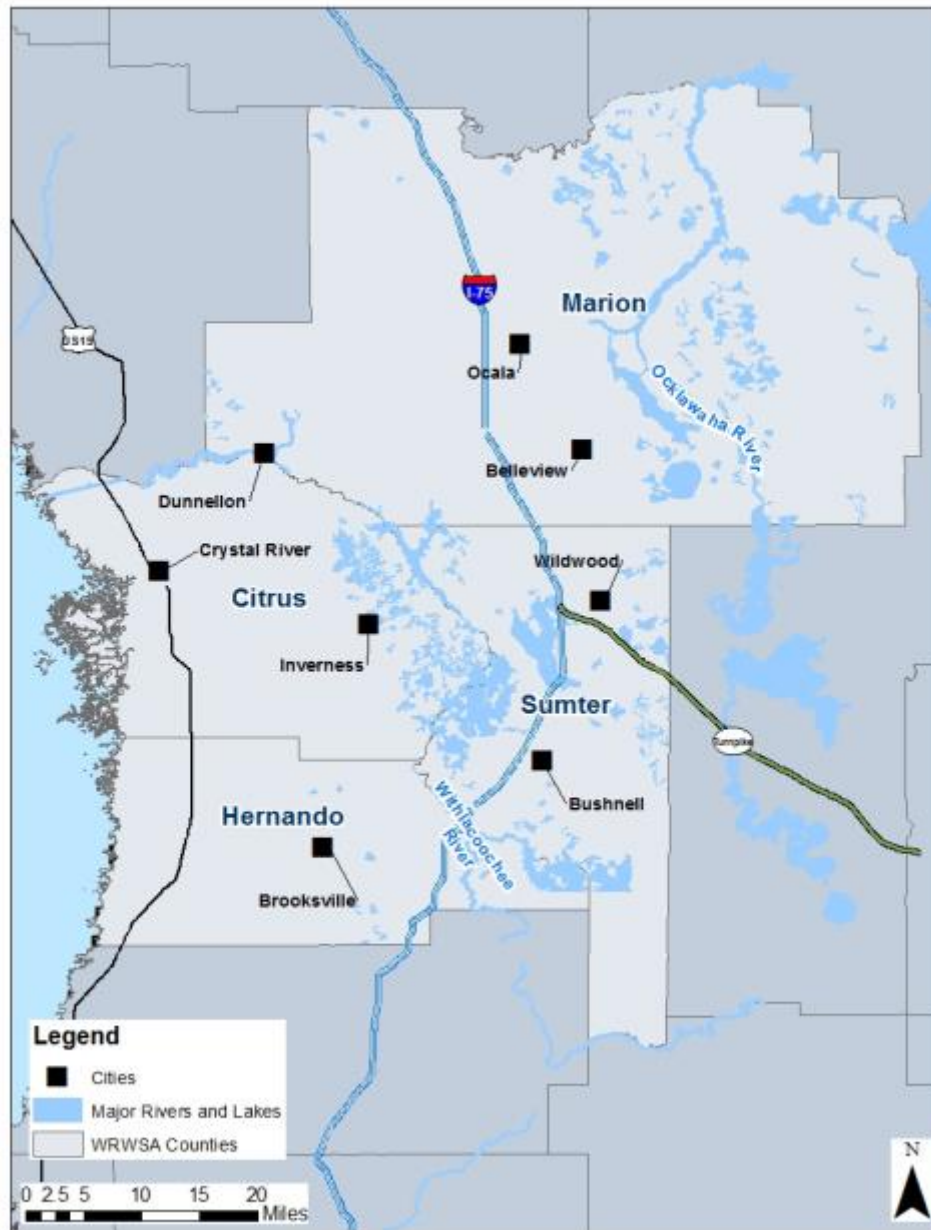 I-75
Marion
US19
Ocala
Ocklawaha River
Belleview
Dunnellon
Crystal River
Wildwood
Citrus
Inverness
Sumter
Turnpike
Bushnell
Hernando
Withlacoochee
River
Brooksville
Legend
Cities
Major Rivers and Lakes
WRWSA Counties
N
0 2.5 5 10 15 20
Miles